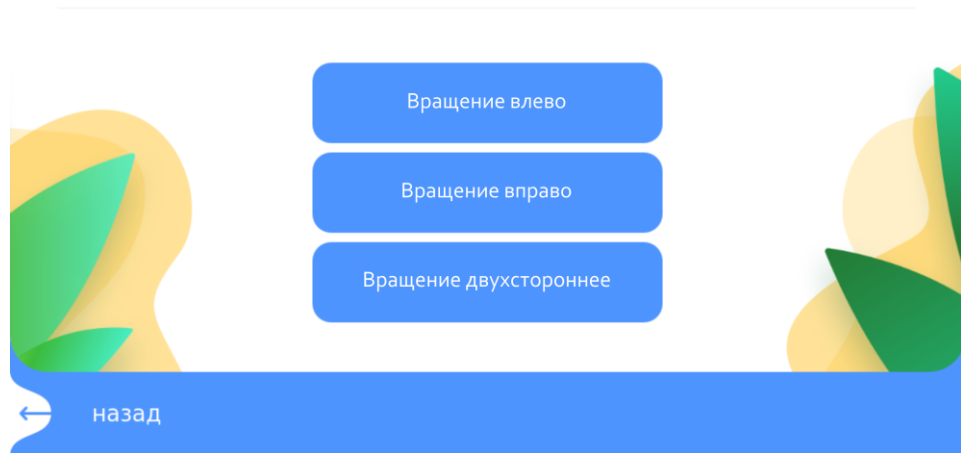 Вращение влево
Вращение вправо
Вращение двухстороннее
назад